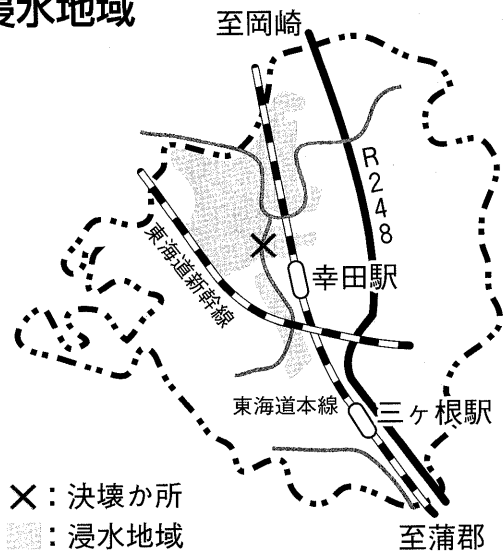 浸水地域
至岡崎
R248
東海道新幹線
幸田駅
東海道本線
三ヶ根駅
×：決壊か所
：浸水地域
至蒲郡